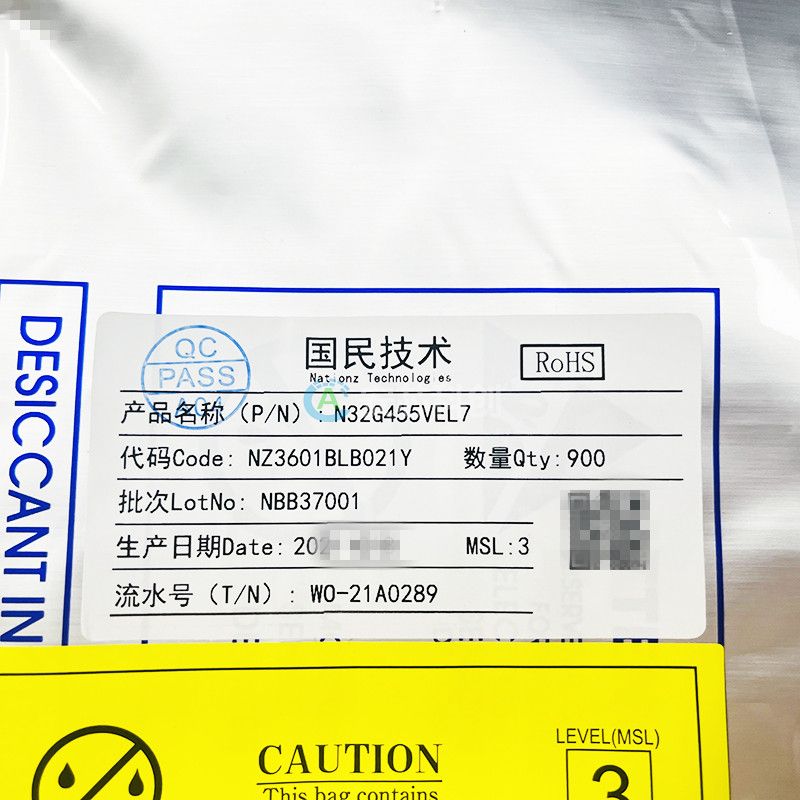 DESICCANT IN
QC
PASS
A04
国民技术
Nationz Technologies
RoHS
产品名称（P/N）: N32G455VEL7
代码Code: NZ3601BLB021Y 数量Qty: 900
批次LotNo: NBB37001
生产日期Date: 202 MSL: 3
流水号（T/N）: WO-21A0289
CAUTION
This bag contains
LEVEL(MSL)
3